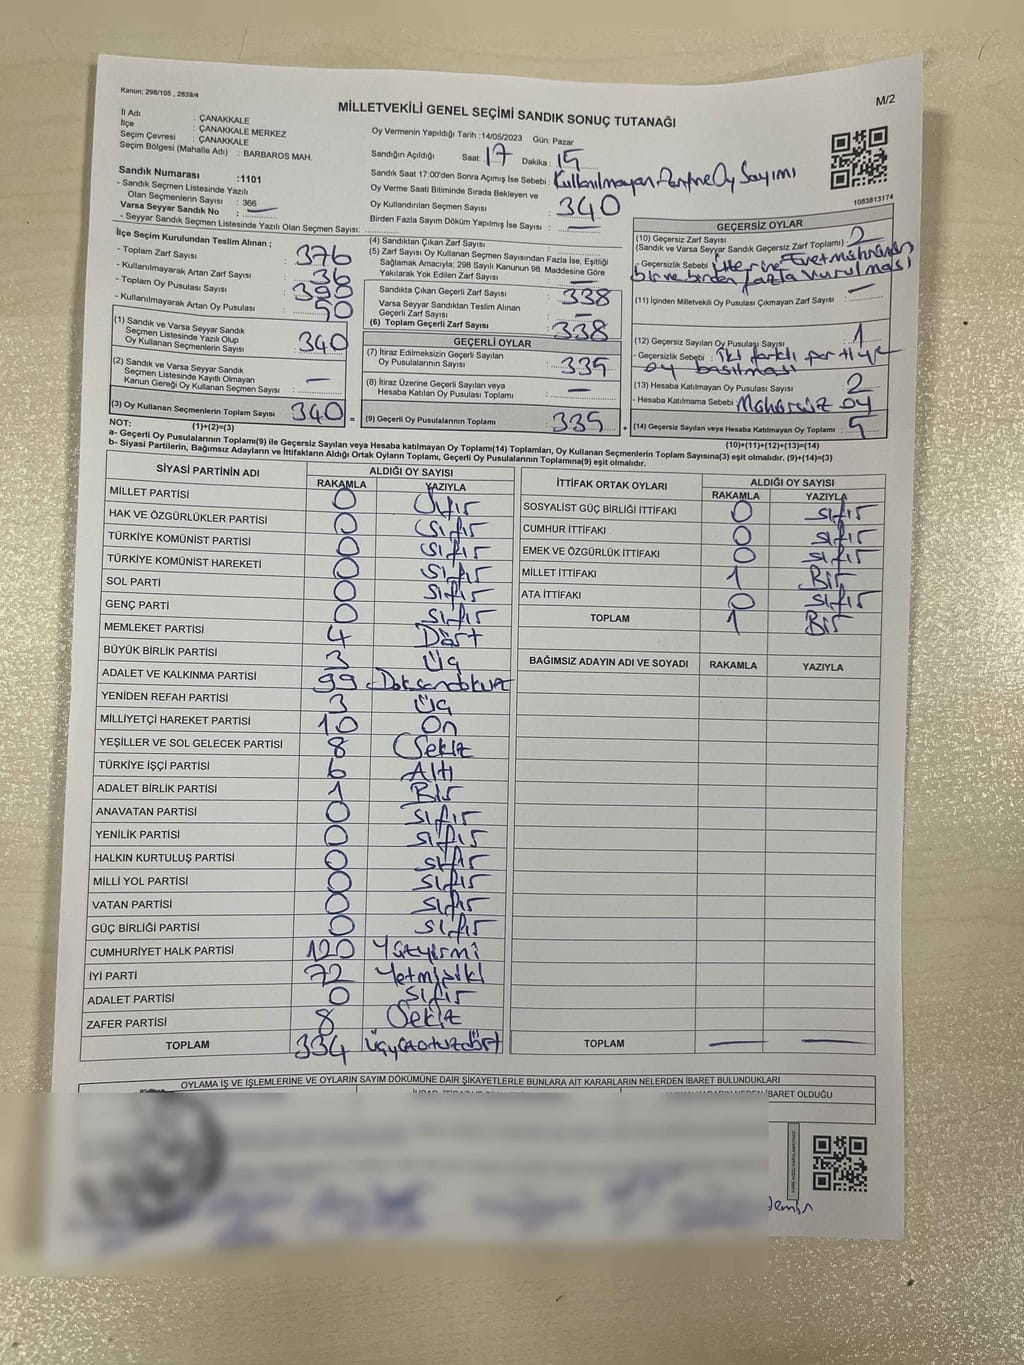 Kanun; 298/105 , 2839/4
M/2
MİLLETVEKİLİ GENEL SEÇİMİ SANDIK SONUÇ TUTANAĞI
İl Adı : ÇANAKKALE
İlçe : ÇANAKKALE MERKEZ
Seçim Çevresi : ÇANAKKALE
Seçim Bölgesi (Mahalle Adı) : BARBAROS MAH.
Oy Vermenin Yapıldığı Tarih :14/05/2023 Gün: Pazar
Sandığın Açıldığı Saat : 17 Dakika : 15
Sandık Saat 17:00'den Sonra Açılmış İse Sebebi : Kullanılmayan Oy Sayımı
Oy Verme Saati Bitiminde Sırada Bekleyen ve
Oy Kullandırılan Seçmen Sayısı : 340
Birden Fazla Sayım Döküm Yapılmış İse Sayısı : —
1083813174
Sandık Numarası :1101
- Sandık Seçmen Listesinde Yazılı
Olan Seçmenlerin Sayısı : 366
Varsa Seyyar Sandık No : —
- Seyyar Sandık Seçmen Listesinde Yazılı Olan Seçmen Sayısı:
İlçe Seçim Kurulundan Teslim Alınan ;
- Toplam Zarf Sayısı : 376
- Kullanılmayarak Artan Zarf Sayısı : 36
- Toplam Oy Pusulası Sayısı : 390
- Kullanılmayarak Artan Oy Pusulası : 50
(1) Sandık ve Varsa Seyyar Sandık
Seçmen Listesinde Yazılı Olup
Oy Kullanan Seçmenlerin Sayısı : 340
(2) Sandık ve Varsa Seyyar Sandık
Seçmen Listesinde Kayıtlı Olmayan
Kanun Gereği Oy Kullanan Seçmen Sayısı : —
(3) Oy Kullanan Seçmenlerin Toplam Sayısı : 340
(1)+(2)=(3)
(4) Sandıktan Çıkan Zarf Sayısı :
(5) Zarf Sayısı Oy Kullanan Seçmen Sayısından Fazla İse, Eşitliği
Sağlamak Amacıyla; 298 Sayılı Kanunun 98. Maddesine Göre
Yakılarak Yok Edilen Zarf Sayısı : —
Sandıkta Çıkan Geçerli Zarf Sayısı : 338
Varsa Seyyar Sandıktan Teslim Alınan
Geçerli Zarf Sayısı : —
(6) Toplam Geçerli Zarf Sayısı : 338
GEÇERLİ OYLAR
(7) İtiraz Edilmeksizin Geçerli Sayılan
Oy Pusulalarının Sayısı : 335
(8) İtiraz Üzerine Geçerli Sayılan veya
Hesaba Katılan Oy Pusulası Toplamı : —
= (9) Geçerli Oy Pusulalarının Toplamı : 335 +
GEÇERSİZ OYLAR
(10) Geçersiz Zarf Sayısı
(Sandık ve Varsa Seyyar Sandık Geçersiz Zarf Toplamı) : 2
- Geçersizlik Sebebi : Üzerine Evet mührünün
birden fazla vurulması
(11) İçinden Milletvekili Oy Pusulası Çıkmayan Zarf Sayısı : —
(12) Geçersiz Sayılan Oy Pusulası Sayısı : 1
- Geçersizlik Sebebi : İki farklı partiye
oy basılması
(13) Hesaba Katılmayan Oy Pusulası Sayısı : 2
- Hesaba Katılmama Sebebi : Mühürsüz oy
(14) Geçersiz Sayılan veya Hesaba Katılmayan Oy Toplamı : 5
(10)+(11)+(12)+(13)=(14)
NOT:
a- Geçerli Oy Pusulalarının Toplamı(9) ile Geçersiz Sayılan veya Hesaba katılmayan Oy Toplamı(14) Toplamları, Oy Kullanan Seçmenlerin Toplam Sayısına(3) eşit olmalıdır. (9)+(14)=(3)
b- Siyasi Partilerin, Bağımsız Adayların ve İttifakların Aldığı Ortak Oyların Toplamı, Geçerli Oy Pusulalarının Toplamına(9) eşit olmalıdır.
SİYASİ PARTİNİN ADI ALDIĞI OY SAYISI
RAKAMLA YAZIYLA
MİLLET PARTİSİ 0 Sıfır
HAK VE ÖZGÜRLÜKLER PARTİSİ 0 Sıfır
TÜRKİYE KOMÜNİST PARTİSİ 0 Sıfır
TÜRKİYE KOMÜNİST HAREKETİ 0 Sıfır
SOL PARTİ 0 Sıfır
GENÇ PARTİ 0 Sıfır
MEMLEKET PARTİSİ 4 Dört
BÜYÜK BİRLİK PARTİSİ 3 Üç
ADALET VE KALKINMA PARTİSİ 99 Doksandokuz
YENİDEN REFAH PARTİSİ 3 Üç
MİLLİYETÇİ HAREKET PARTİSİ 10 On
YEŞİLLER VE SOL GELECEK PARTİSİ 8 Sekiz
TÜRKİYE İŞÇİ PARTİSİ 6 Altı
ADALET BİRLİK PARTİSİ 1 Bir
ANAVATAN PARTİSİ 0 Sıfır
YENİLİK PARTİSİ 0 Sıfır
HALKIN KURTULUŞ PARTİSİ 0 Sıfır
MİLLİ YOL PARTİSİ 0 Sıfır
VATAN PARTİSİ 0 Sıfır
GÜÇ BİRLİĞİ PARTİSİ 0 Sıfır
CUMHURİYET HALK PARTİSİ 120 Yüzyirmi
İYİ PARTİ 72 Yetmişiki
ADALET PARTİSİ 0 Sıfır
ZAFER PARTİSİ 8 Sekiz
TOPLAM 334 Üçyüzotuzdört
İTTİFAK ORTAK OYLARI ALDIĞI OY SAYISI
RAKAMLA YAZIYLA
SOSYALİST GÜÇ BİRLİĞİ İTTİFAKI 0 Sıfır
CUMHUR İTTİFAKI 0 Sıfır
EMEK VE ÖZGÜRLÜK İTTİFAKI 0 Sıfır
MİLLET İTTİFAKI 1 Bir
ATA İTTİFAKI 0 Sıfır
TOPLAM 1 Bir
BAĞIMSIZ ADAYIN ADI VE SOYADI RAKAMLA YAZIYLA
TOPLAM — —
OYLAMA İŞ VE İŞLEMLERİNE VE OYLARIN SAYIM DÖKÜMÜNE DAİR ŞİKAYETLERLE BUNLARA AİT KARARLARIN NELERDEN İBARET BULUNDUKLARI
İBARET OLDUĞU